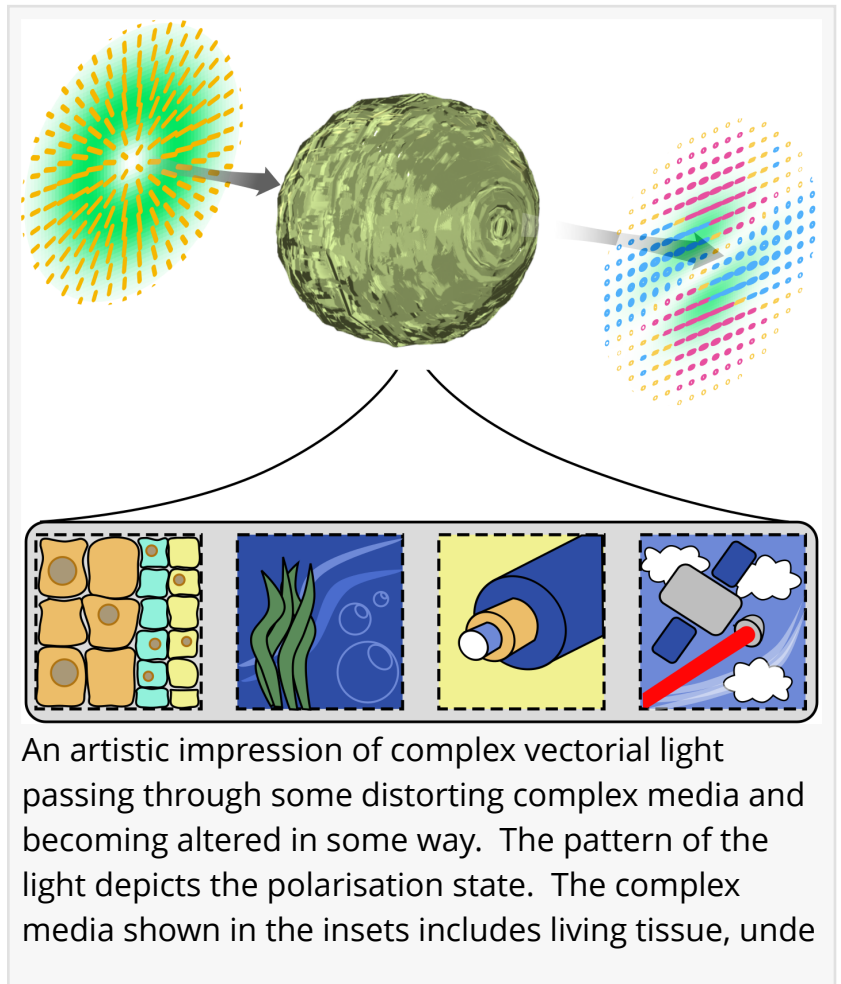 An artistic impression of complex vectorial light
passing through some distorting complex media and
becoming altered in some way.  The pattern of the
light depicts the polarisation state.  The complex
media shown in the insets includes living tissue, unde